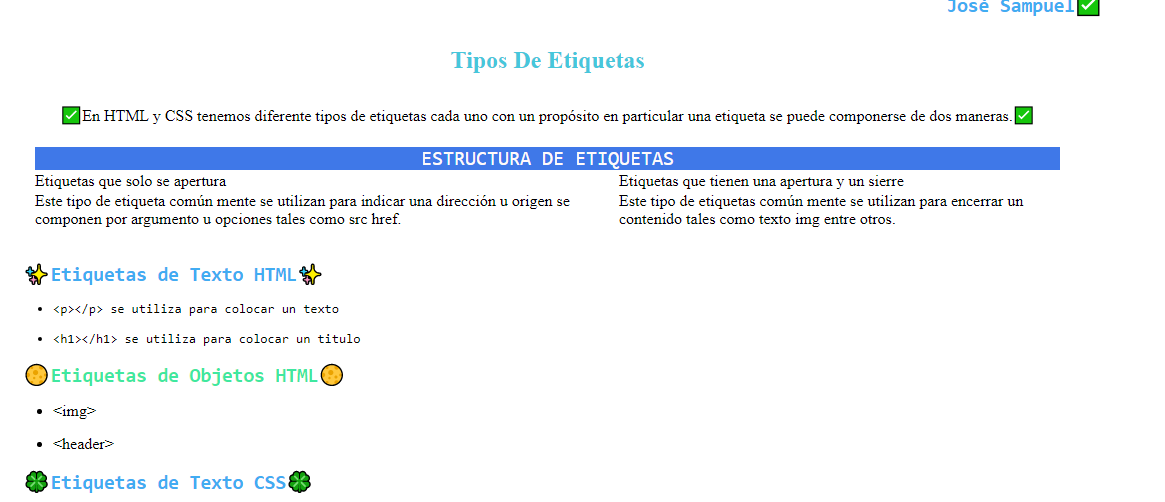 José Sampuel✅
Tipos De Etiquetas
✅En HTML y CSS tenemos diferente tipos de etiquetas cada uno con un propósito en particular una etiqueta se puede componerse de dos maneras.✅
ESTRUCTURA DE ETIQUETAS
Etiquetas que solo se apertura
Este tipo de etiqueta común mente se utilizan para indicar una dirección u origen se
componen por argumento u opciones tales como src href.
Etiquetas que tienen una apertura y un sierre
Este tipo de etiquetas común mente se utilizan para encerrar un
contenido tales como texto img entre otros.
✨Etiquetas de Texto HTML✨
• <p></p> se utiliza para colocar un texto
• <h1></h1> se utiliza para colocar un titulo
🌕Etiquetas de Objetos HTML🌕
• <img>
• <header>
🍀Etiquetas de Texto CSS🍀